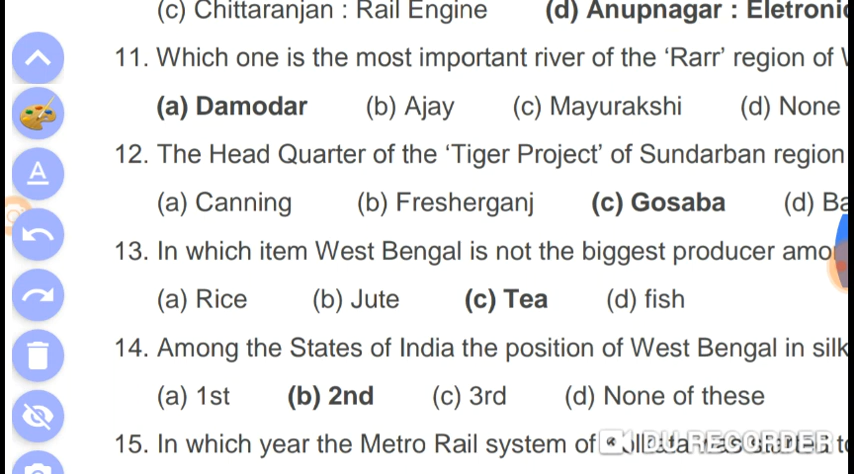 (c) Chittaranjan : Rail Engine (d) Anupnagar : Eletronic
11. Which one is the most important river of the ‘Rarr’ region of
(a) Damodar (b) Ajay (c) Mayurakshi (d) None
12. The Head Quarter of the ‘Tiger Project’ of Sundarban region
(a) Canning (b) Fresherganj (c) Gosaba (d) Ba
13. In which item West Bengal is not the biggest producer amo
(a) Rice (b) Jute (c) Tea (d) fish
14. Among the States of India the position of West Bengal in silk
(a) 1st (b) 2nd (c) 3rd (d) None of these
15. In which year the Metro Rail system of
DU RECORDER